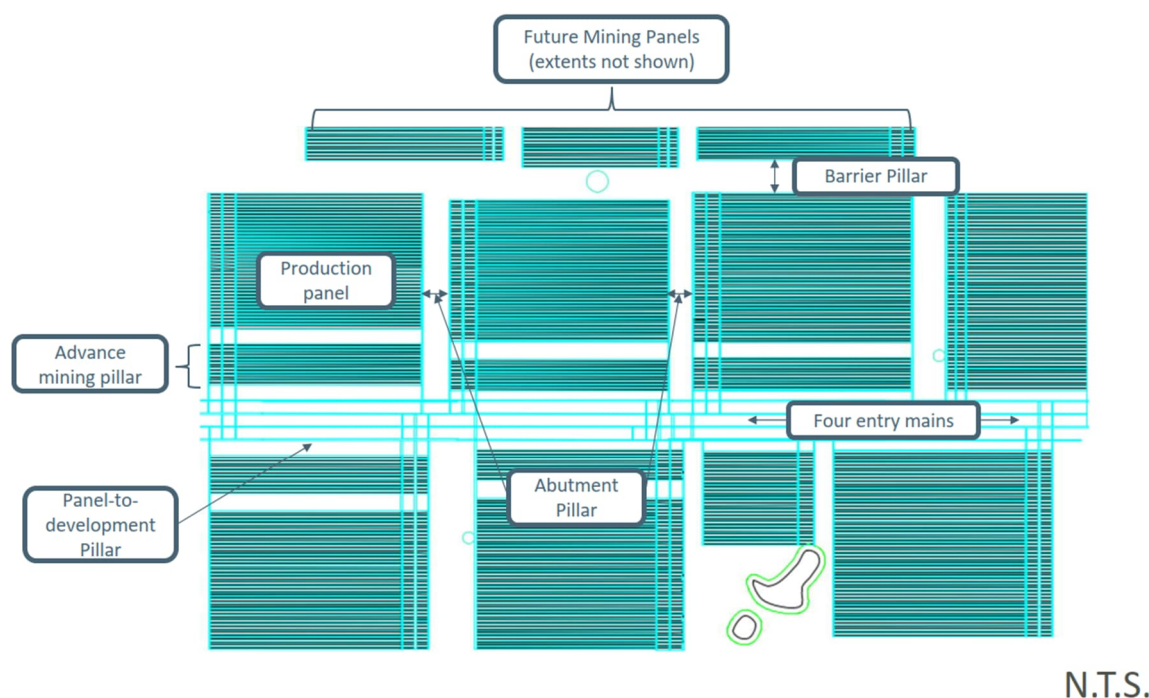 Future Mining Panels
(extents not shown)
Barrier Pillar
Production
panel
Advance
mining pillar
Four entry mains
Abutment
Pillar
Panel-to-
development
Pillar
N.T.S.